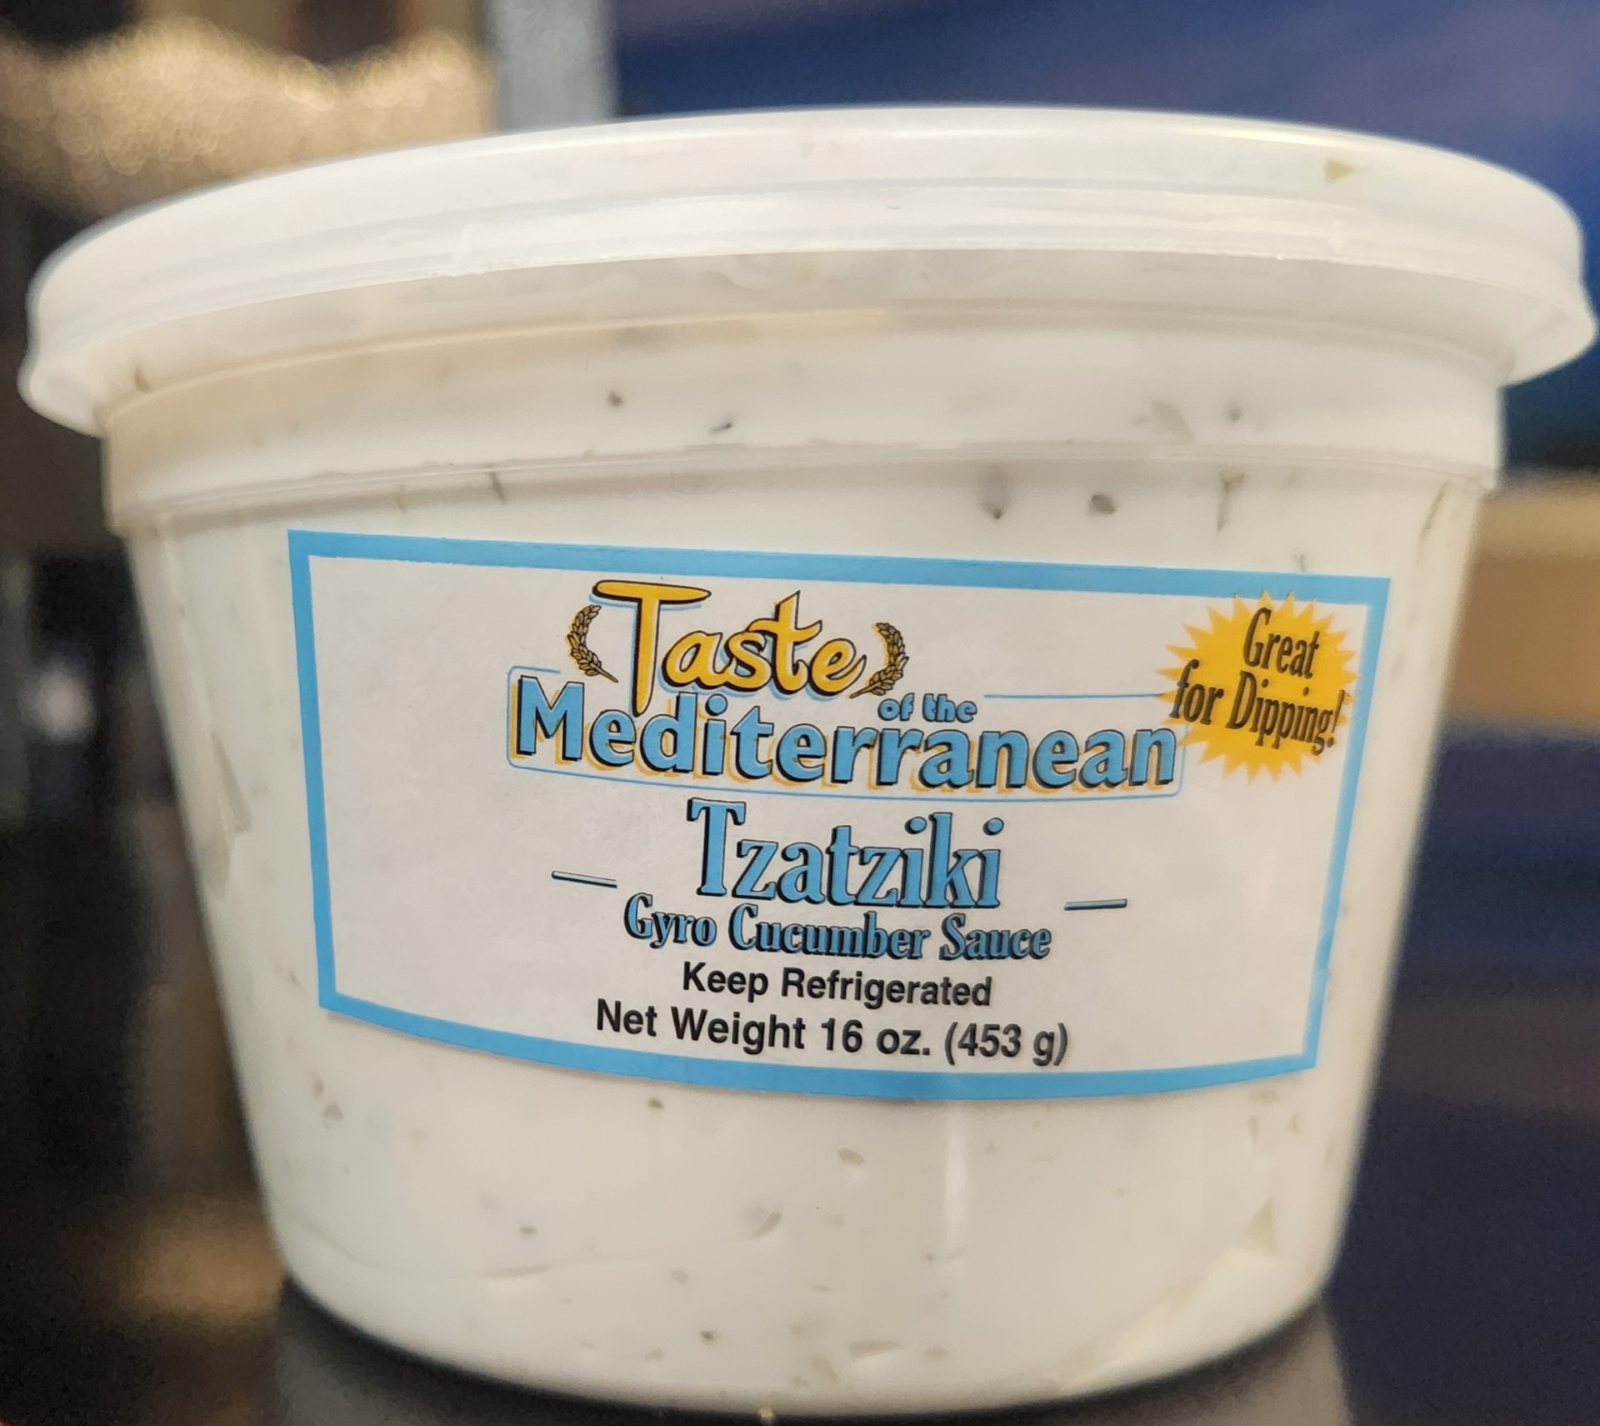 Taste
of the
Mediterranean
Great
for Dipping!
Tzatziki
Gyro Cucumber Sauce
Keep Refrigerated
Net Weight 16 oz. (453 g)